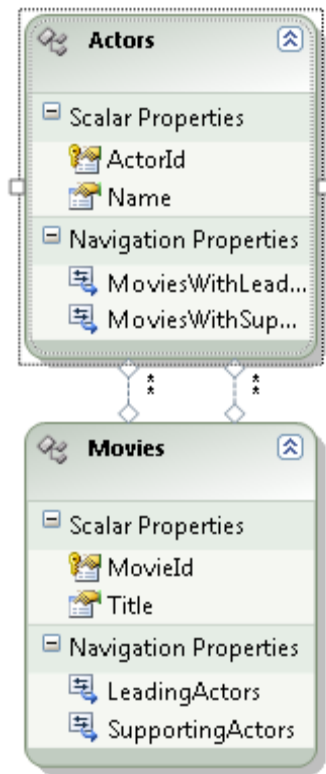 Actors
Scalar Properties
ActorId
Name
Navigation Properties
MoviesWithLead...
MoviesWithSup...
* *
* *
Movies
Scalar Properties
MovieId
Title
Navigation Properties
LeadingActors
SupportingActors